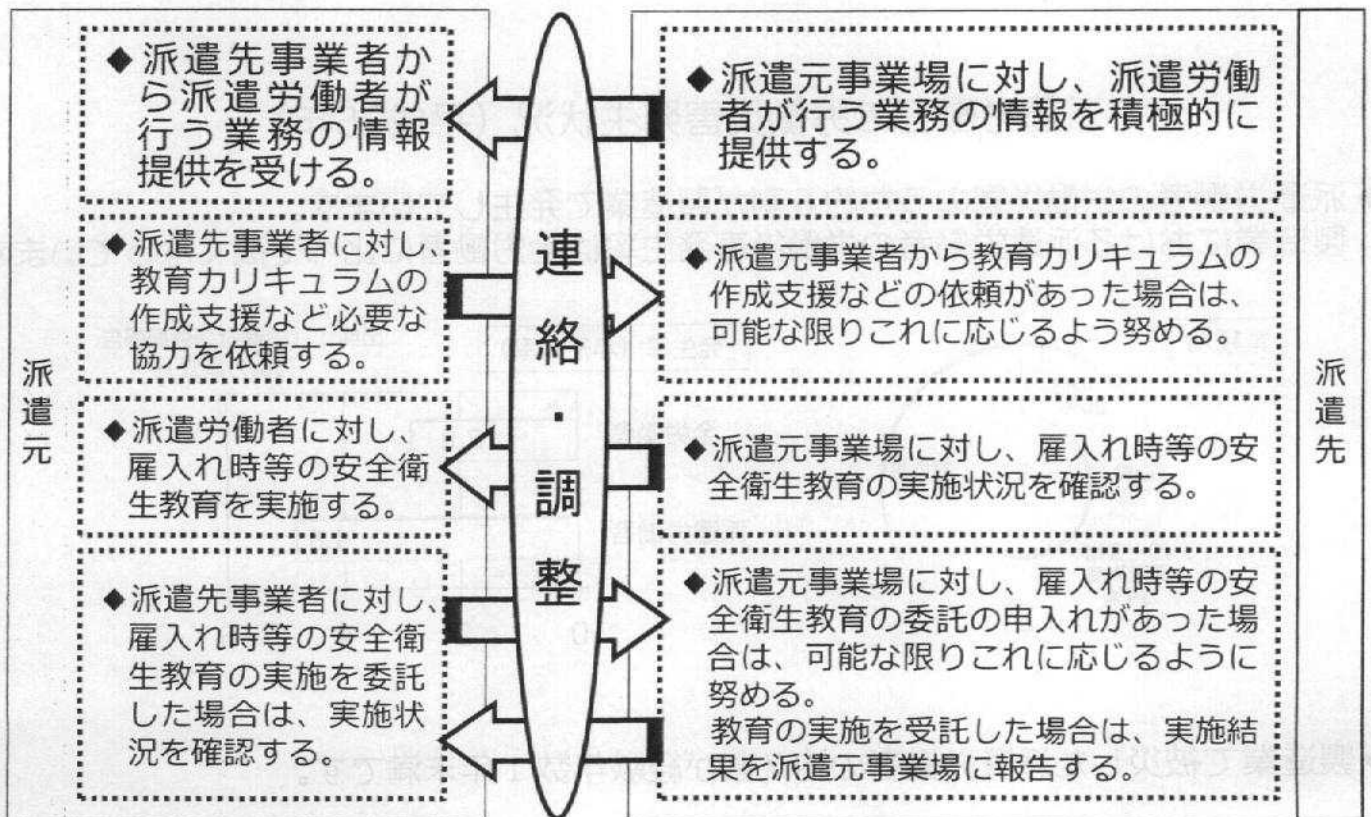 派遣元
◆派遣先事業者か
ら派遣労働者が
行う業務の情報
提供を受ける。
◆派遣先事業者に対し
教育カリキュラムの
作成支援など必要な
協力を依頼する。
◆派遣労働者に対し、
雇入れ時等の安全衛
生教育を実施する。
◆派遣先事業者に対し、
雇入れ時等の安全衛
生教育の実施を委託
した場合は、実施状
況を確認する。
連絡・調整
◆派遣元事業場に対し、派遣労働
者が行う業務の情報を積極的に
提供する。
◆派遣元事業者から教育カリキュラムの
作成支援などの依頼があった場合は、
可能な限りこれに応じるよう努める。
◆派遣元事業場に対し、雇入れ時等の安
全衛生教育の実施状況を確認する。
◆派遣元事業場に対し、雇入れ時等の安
全衛生教育の委託の申入れがあった場
合は、可能な限りこれに応じるように
努める。
教育の実施を受託した場合は、実施結
果を派遣元事業場に報告する。
派遣先